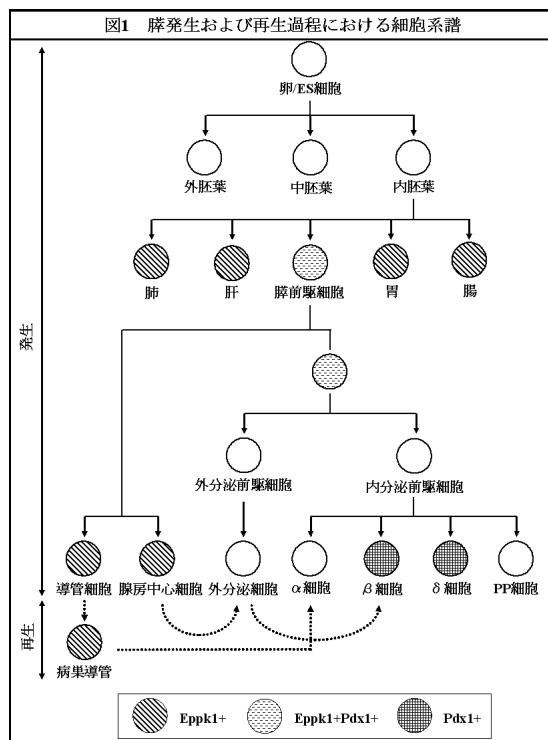 図1 膵発生および再生過程における細胞系譜
卵/ES細胞
外胚葉 中胚葉 内胚葉
肺 肝 膵前駆細胞 胃 腸
発生
外分泌前駆細胞 内分泌前駆細胞
導管細胞 腺房中心細胞 外分泌細胞 α細胞 β細胞 δ細胞 PP細胞
再生
病巣導管
Eppk1+ Eppk1+Pdx1+ Pdx1+